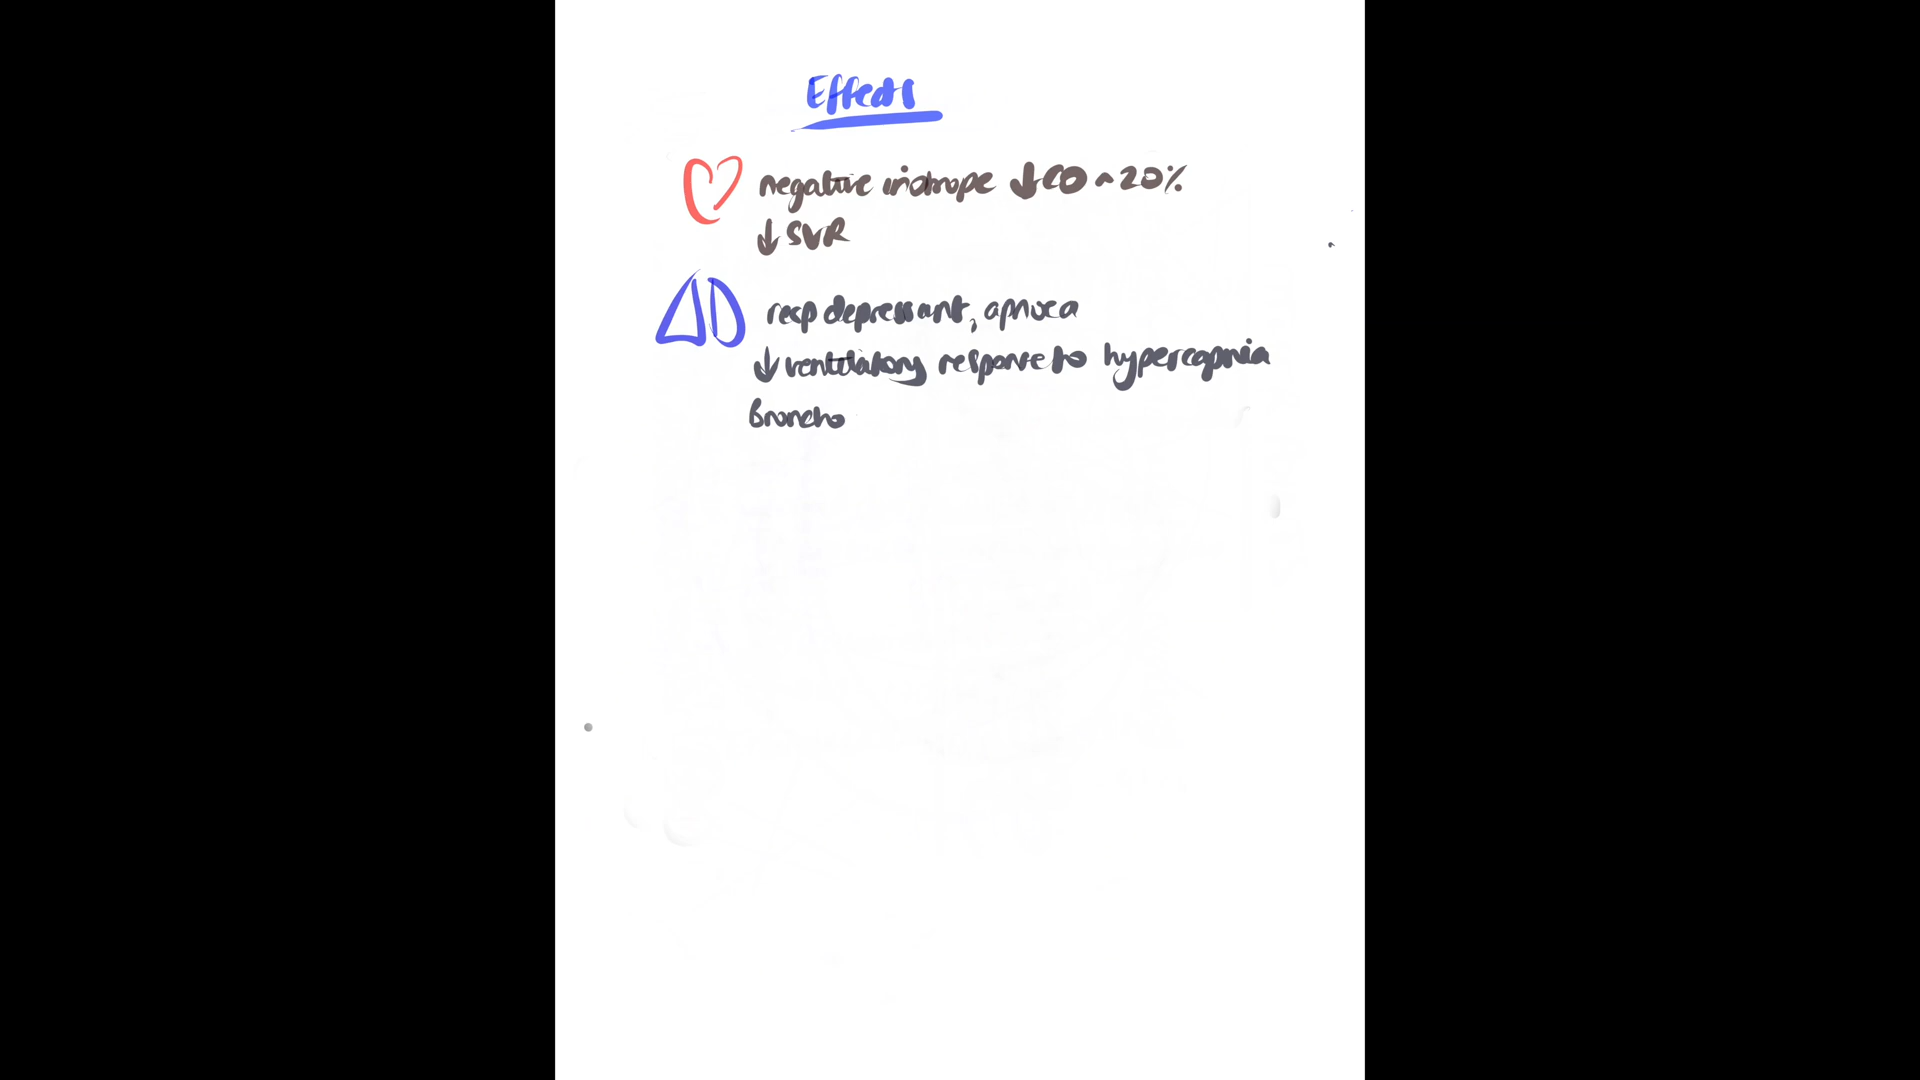 Effects
negative inotrope ↓CO ~20%
↓ SVR
resp depressant, apnoea
↓ ventilatory response to hypercapnia
Broncho